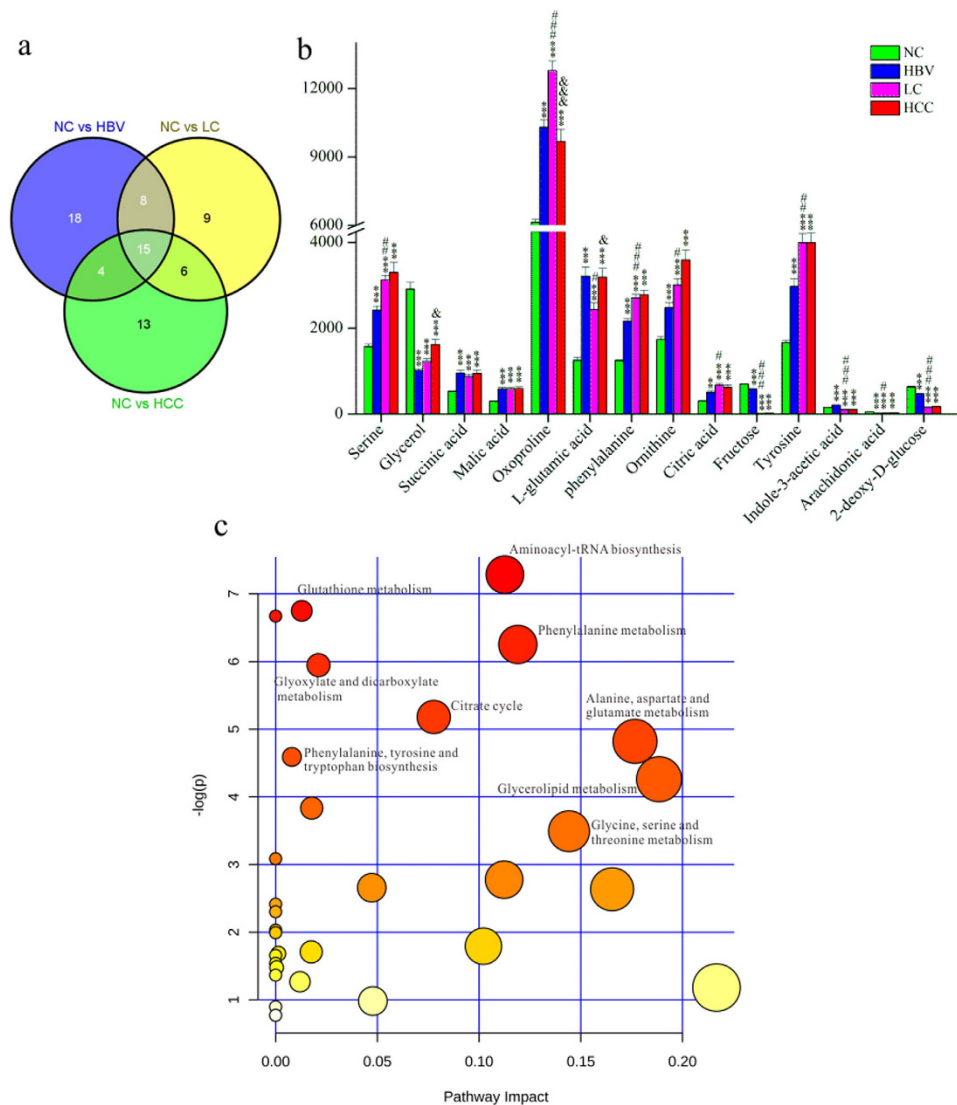 a
NC vs HBV
NC vs LC
18
8
9
15
4
6
13
NC vs HCC
b
NC
HBV
LC
HCC
12000
9000
6000
4000
2000
0
Serine
Glycerol
Succinic acid
Malic acid
Oxoproline
L-glutamic acid
phenylalanine
Ornithine
Citric acid
Fructose
Tyrosine
Indole-3-acetic acid
Arachidonic acid
2-deoxy-D-glucose
c
Aminoacyl-tRNA biosynthesis
Glutathione metabolism
Phenylalanine metabolism
Glyoxylate and dicarboxylate
metabolism
Citrate cycle
Alanine, aspartate and
glutamate metabolism
Phenylalanine, tyrosine and
tryptophan biosynthesis
Glycerolipid metabolism
Glycine, serine and
threonine metabolism
-log(p)
7
6
5
4
3
2
1
0.00
0.05
0.10
0.15
0.20
Pathway Impact